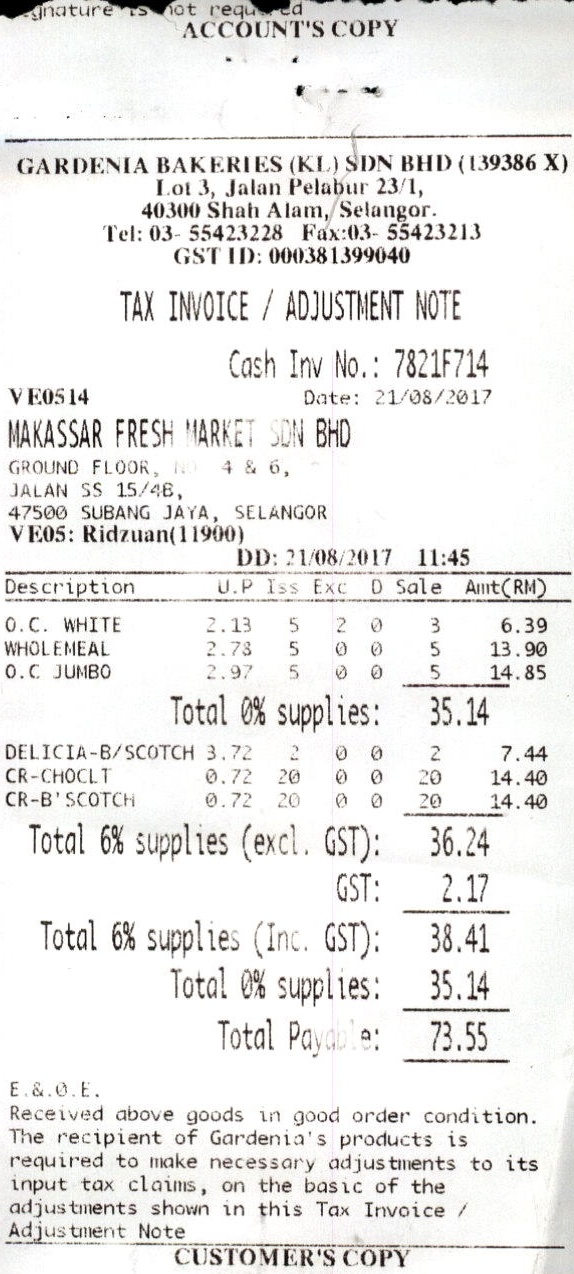 ignature is not required
ACCOUNT'S COPY
GARDENIA BAKERIES (KL) SDN BHD (139386 X)
Lot 3, Jalan Pelabur 23/1,
40300 Shah Alam, Selangor.
Tel: 03- 55423228 Fax:03- 55423213
GST ID: 000381399040
TAX INVOICE / ADJUSTMENT NOTE
Cash Inv No.: 7821F714
VE0514 Date: 21/08/2017
MAKASSAR FRESH MARKET SDN BHD
GROUND FLOOR, 4 & 6,
JALAN SS 15/4B,
47500 SUBANG JAYA, SELANGOR
VE05: Ridzuan(11900)
DD: 21/08/2017 11:45
Description U.P Iss Exc D Sale Amt(RM)
O.C. WHITE 2.13 5 2 0 3 6.39
WHOLEMEAL 2.78 5 0 0 5 13.90
O.C JUMBO 2.97 5 0 0 5 14.85
Total 0% supplies: 35.14
DELICIA-B/SCOTCH 3.72 2 0 0 2 7.44
CR-CHOCLT 0.72 20 0 0 20 14.40
CR-B'SCOTCH 0.72 20 0 0 20 14.40
Total 6% supplies (excl. GST): 36.24
GST: 2.17
Total 6% supplies (Inc. GST): 38.41
Total 0% supplies: 35.14
Total Payable: 73.55
E.&.O.E.
Received above goods in good order condition.
The recipient of Gardenia's products is
required to make necessary adjustments to its
input tax claims, on the basic of the
adjustments shown in this Tax Invoice /
Adjustment Note
CUSTOMER'S COPY